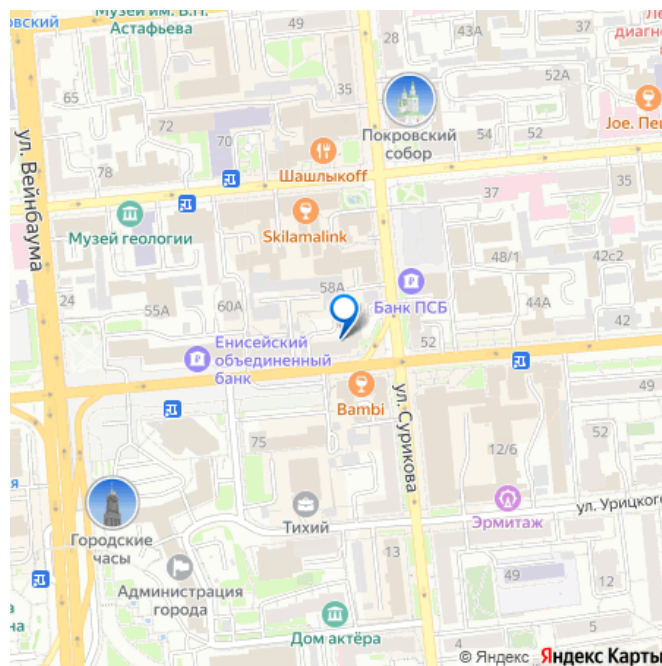 Музей им. В.П.
Астафьева
овский
28
43А
Ле
диагн
35
52А
65
Покровский
собор
54
52
Joe. Пе
72
70
78
Шашлыкоff
ул. Вейнбаума
37
35
Музей геологии
Skilamalink
48/1
42с2
24
55А
60А
58А
Банк ПСБ
44А
42
52
Енисейский
объединенный
банк
Bambi
ул. Сурикова
49
75
12/6
52
я
Тихий
Эрмитаж
ул. Урицкого
Городские
часы
13
Администрация
города
49
12
а
на
Дом актёра
© Яндекс
Яндекс Карты